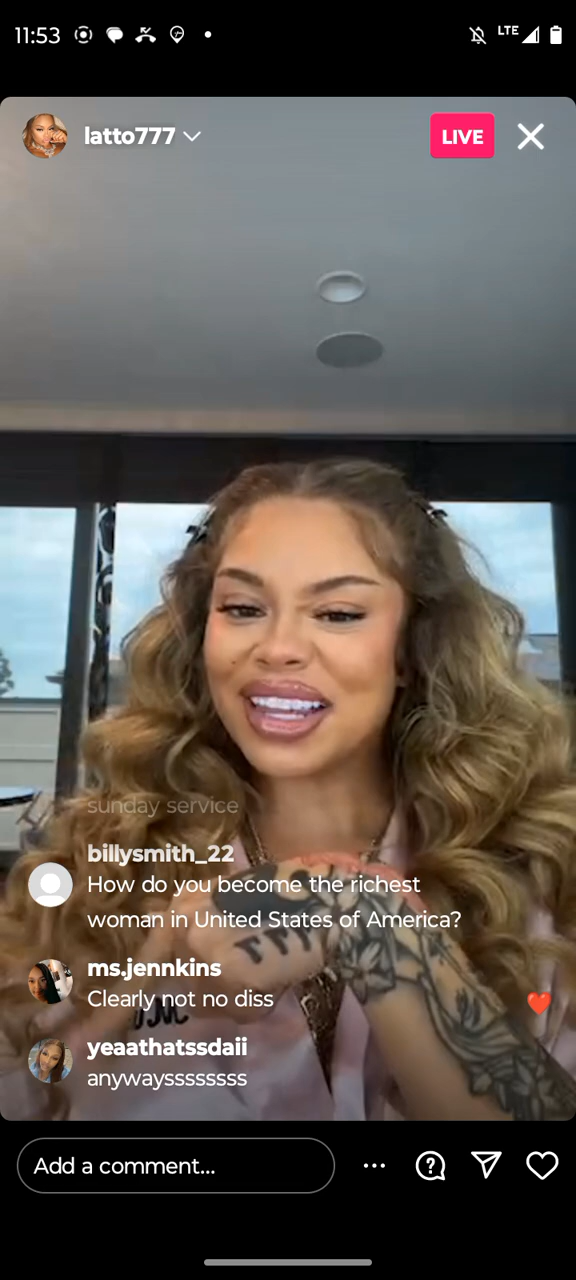 11:53
LTE
latto777
LIVE
sunday service
billysmith_22
How do you become the richest
woman in United States of America?
ms.jennkins
Clearly not no diss
yeaathatssdaii
anywayssssssss
777
Add a comment...